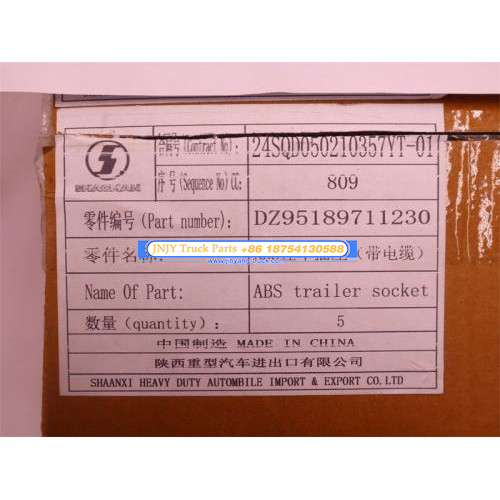 合同号(Contract No): 24SQD050210357YT-01
SHACMAN
序号(Sequence No)CC: 809
零件编号(Part number): DZ95189711230
零件名称: (带电缆)
JNJY Truck Parts +86 18754130588
Name Of Part: ABS trailer socket
数量(quantity): 5
中国制造 MADE IN CHINA
陕西重型汽车进出口有限公司
SHAANXI HEAVY DUTY AUTOMBILE IMPORT & EXPORT CO.LTD